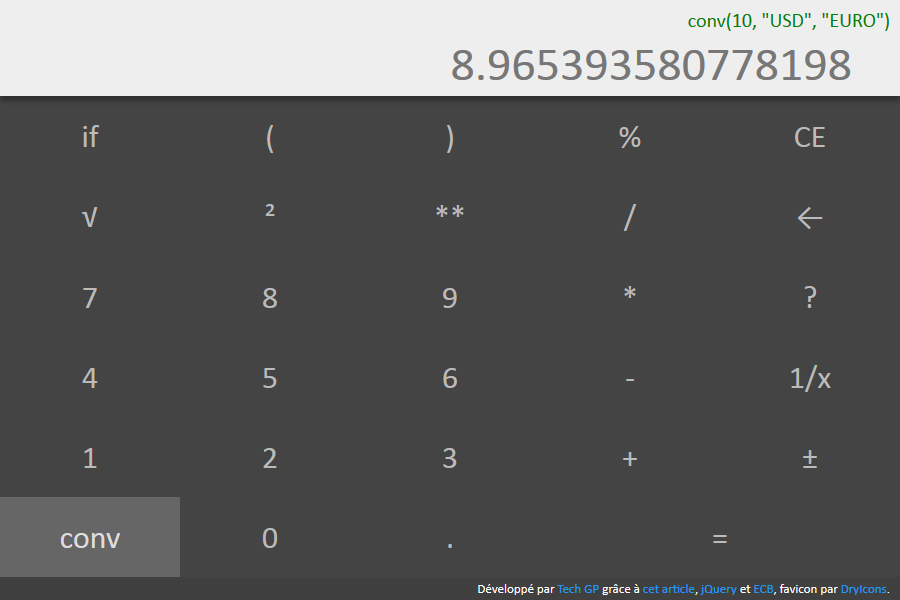 conv(10, "USD", "EURO")
8.965393580778198
if ( ) % CE
√ ² ** / ←
7 8 9 * ?
4 5 6 - 1/x
1 2 3 + ±
conv 0 . =
Développé par Tech GP grâce à cet article, jQuery et ECB, favicon par DryIcons.